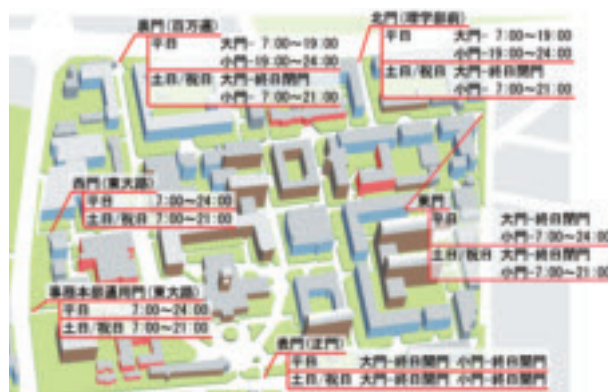 表門(百万遍)
平日 大門- 7:00~19:00
小門-19:00~24:00
土日/祝日 大門-終日閉門
小門- 7:00~21:00
北門(理学部前)
平日 大門- 7:00~19:00
小門-19:00~24:00
土日/祝日 大門-終日閉門
小門- 7:00~21:00
西門(東大路)
平日 7:00~24:00
土日/祝日 7:00~21:00
東門
平日 大門-終日閉門
小門-7:00~24:00
土日/祝日 大門-終日閉門
小門-7:00~21:00
事務本部通用門(東大路)
平日 7:00~24:00
土日/祝日 7:00~21:00
表門(正門)
平日 大門-終日開門 小門-終日開門
土日/祝日 大門-終日閉門 小門-終日開門